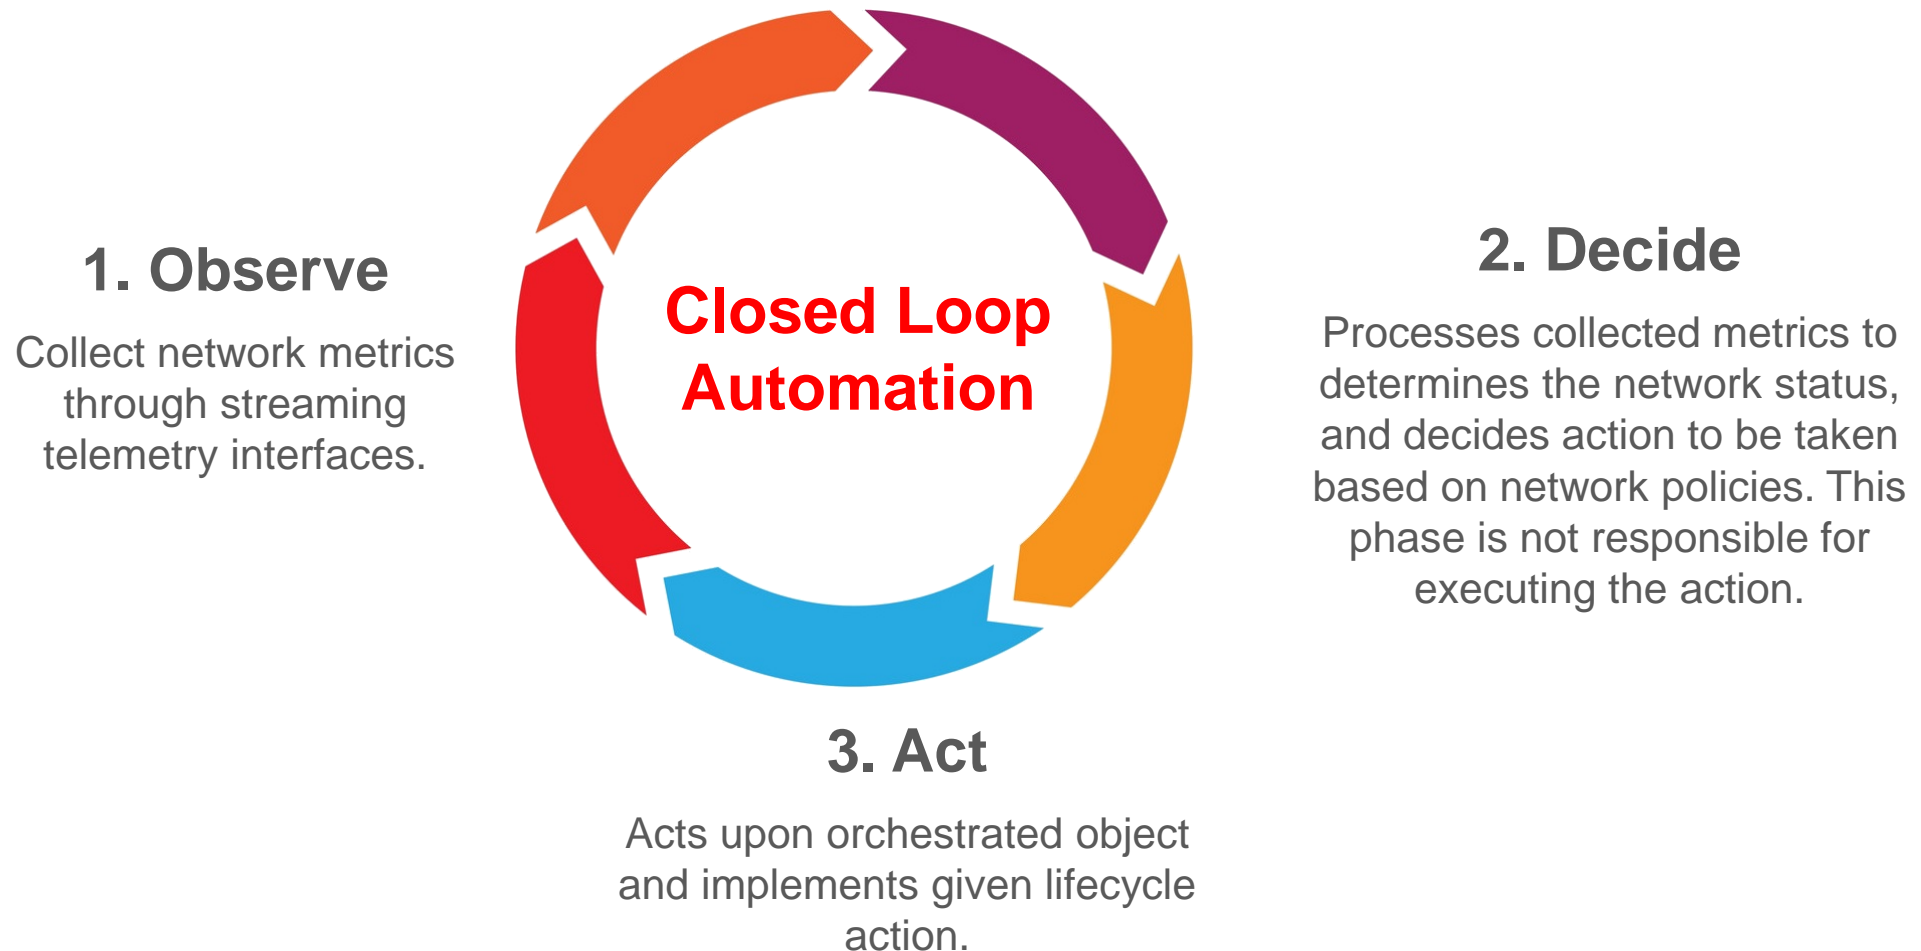 Closed Loop
Automation
1. Observe
Collect network metrics
through streaming
telemetry interfaces.
2. Decide
Processes collected metrics to
determines the network status,
and decides action to be taken
based on network policies. This
phase is not responsible for
executing the action.
3. Act
Acts upon orchestrated object
and implements given lifecycle
action.